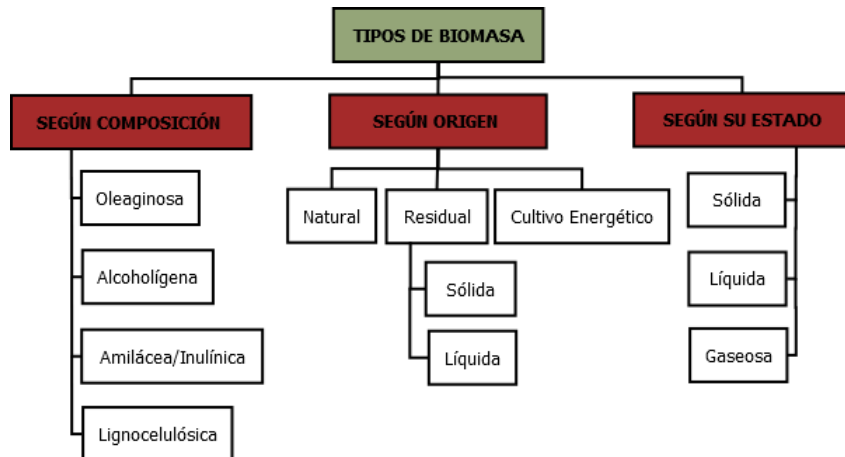 TIPOS DE BIOMASA
SEGÚN COMPOSICIÓN
Oleaginosa
Alcoholígena
Amilácea/Inulínica
Lignocelulósica
SEGÚN ORIGEN
Natural
Residual
Cultivo Energético
Sólida
Líquida
SEGÚN SU ESTADO
Sólida
Líquida
Gaseosa